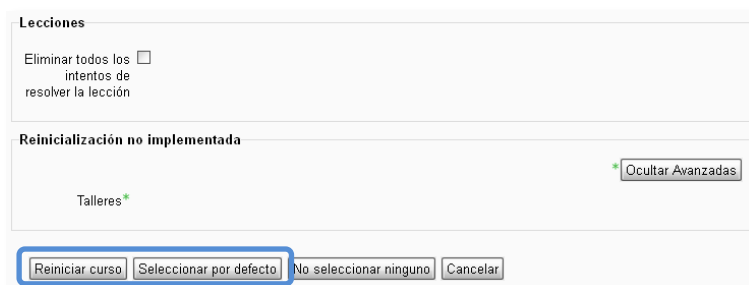 Lecciones
Eliminar todos los
intentos de
resolver la lección
Reinicialización no implementada
* Ocultar Avanzadas
Talleres*
Reiniciar curso Seleccionar por defecto No seleccionar ninguno Cancelar